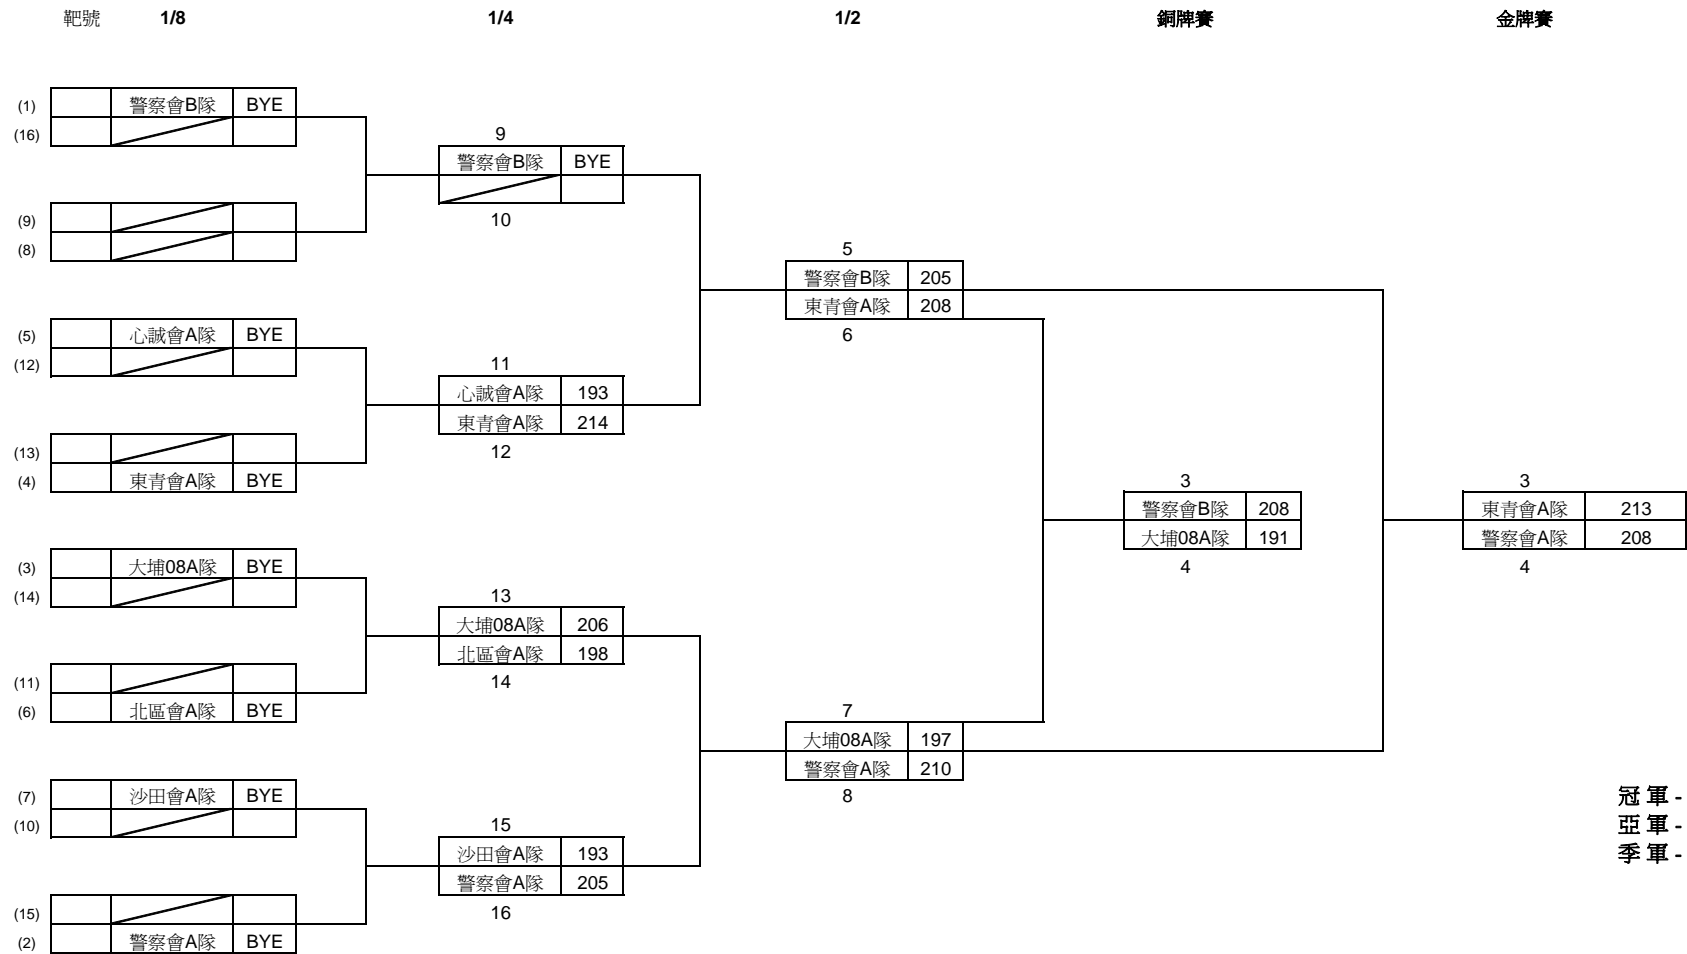 靶號 1/8 1/4 1/2 銅牌賽 金牌賽
(1) 警察會B隊 BYE
(16)
9
警察會B隊 BYE
10
(9)
(8)
5
警察會B隊 205
東青會A隊 208
6
(5) 心誠會A隊 BYE
(12)
11
心誠會A隊 193
東青會A隊 214
12
(13)
(4) 東青會A隊 BYE
3
警察會B隊 208
大埔08A隊 191
4
3
東青會A隊 213
警察會A隊 208
4
(3) 大埔08A隊 BYE
(14)
13
大埔08A隊 206
北區會A隊 198
14
(11)
(6) 北區會A隊 BYE
7
大埔08A隊 197
警察會A隊 210
8
(7) 沙田會A隊 BYE
(10)
15
沙田會A隊 193
警察會A隊 205
16
(15)
(2) 警察會A隊 BYE
冠 軍 -
亞 軍 -
季 軍 -